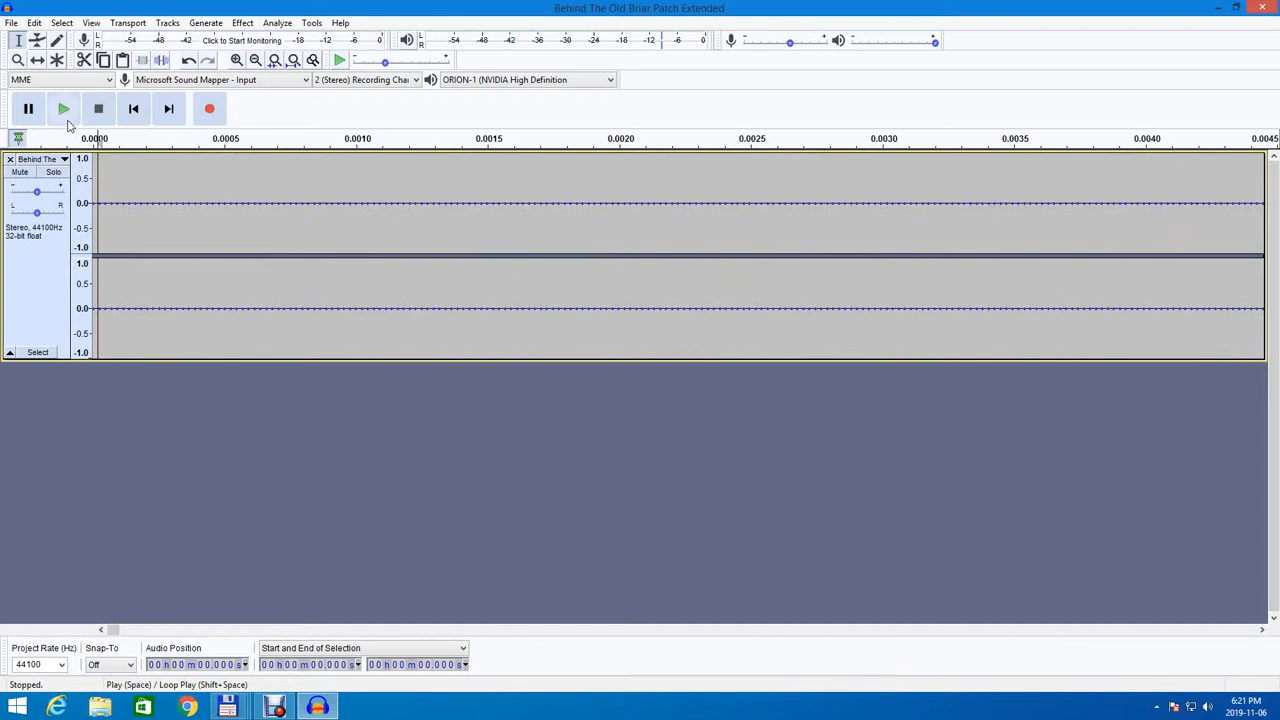 Behind The Old Briar Patch Extended
File Edit Select View Transport Tracks Generate Effect Analyze Tools Help
L R -54 -48 -42 Click to Start Monitoring -18 -12 -6 0 L R -54 -48 -42 -36 -30 -24 -18 -12 -6 0
MME Microsoft Sound Mapper - Input 2 (Stereo) Recording Chan ORION-1 (NVIDIA High Definition
0.0000 0.0005 0.0010 0.0015 0.0020 0.0025 0.0030 0.0035 0.0040 0.0045
Behind The
Mute Solo
- +
L R
Stereo, 44100Hz
32-bit float
Select
1.0
0.5
0.0
-0.5
-1.0
1.0
0.5
0.0
-0.5
-1.0
Project Rate (Hz) Snap-To Audio Position Start and End of Selection
44100 Off 00 h 00 m 00.000 s 00 h 00 m 00.000 s 00 h 00 m 00.000 s
Stopped. Play (Space) / Loop Play (Shift+Space)
6:21 PM
2019-11-06